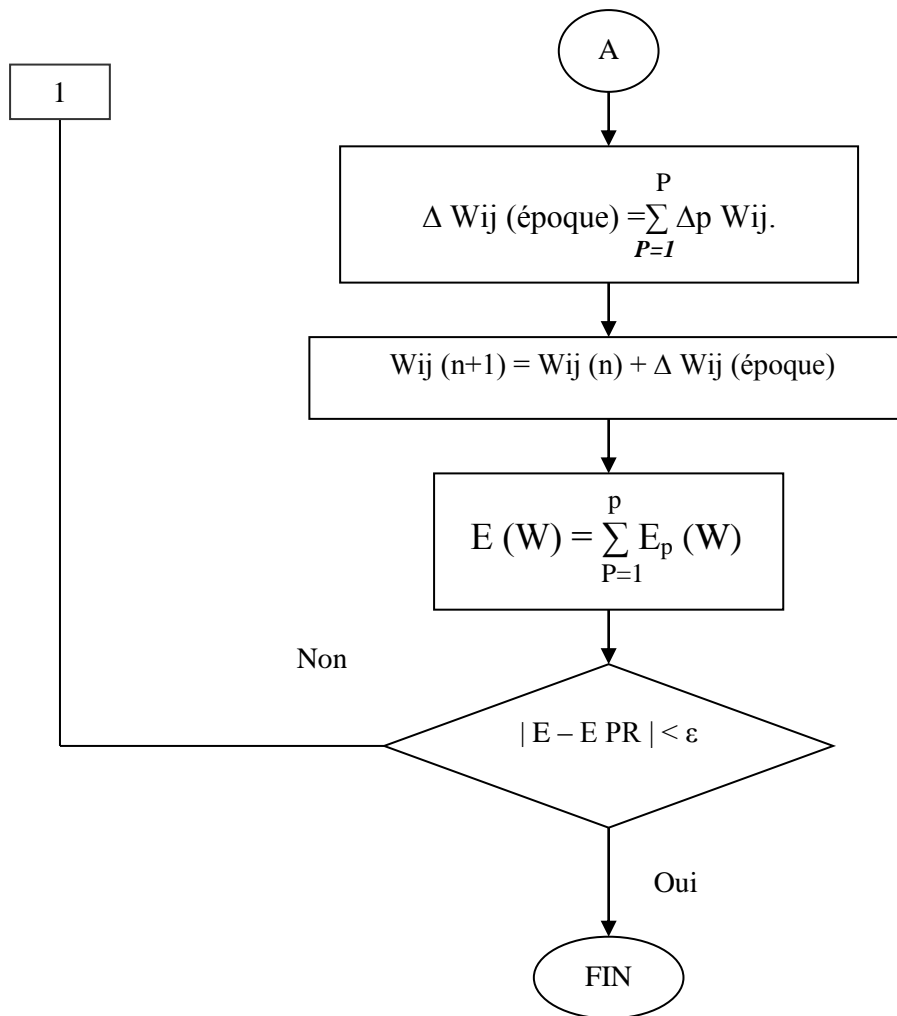 A
1
P
Δ Wij (époque) =∑ Δp Wij.
P=1
Wij (n+1) = Wij (n) + Δ Wij (époque)
p
E (W) = ∑ Ep (W)
P=1
Non
| E – E PR | < ε
Oui
FIN